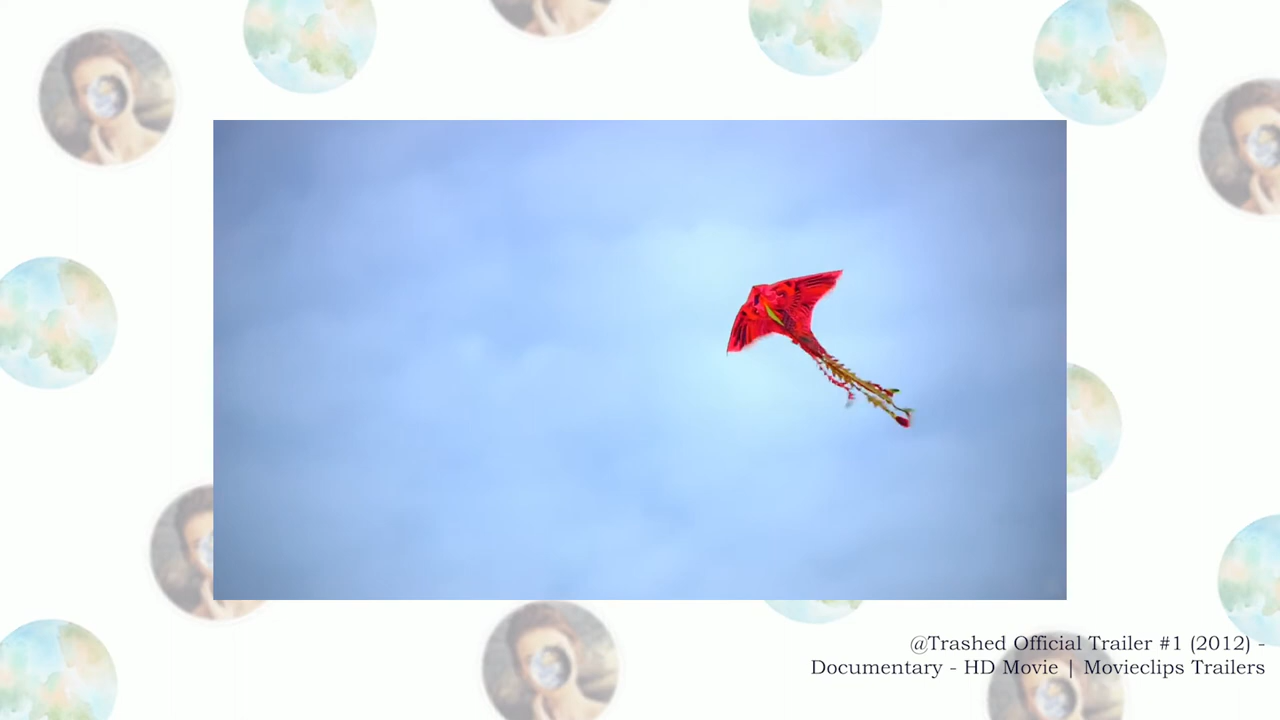 @Trashed Official Trailer #1 (2012) -
Documentary - HD Movie | Movieclips Trailers